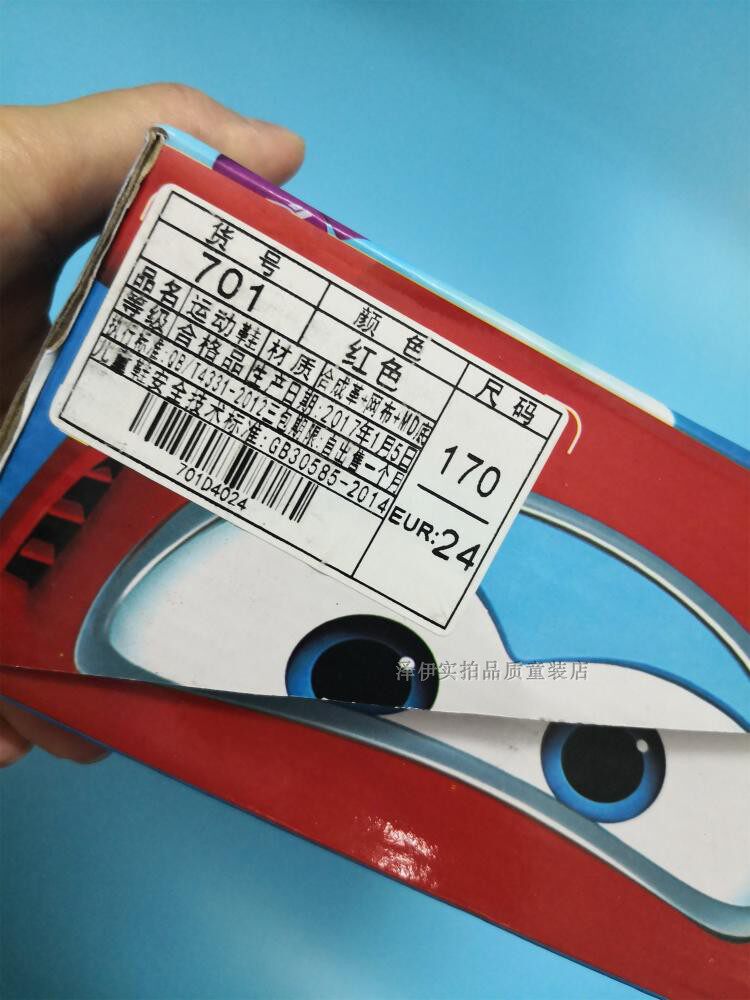 货号 颜色 尺码
701 红色 170
EUR:24
品名 运动鞋 材质 合成革+网布+MD底
等级 合格品 生产日期:2017年1月5日
执行标准:QB/T4331-2012三包期限:自出售一个月
儿童鞋安全技术标准:GB30585-2014
701D4024
泽伊实拍品质童装店